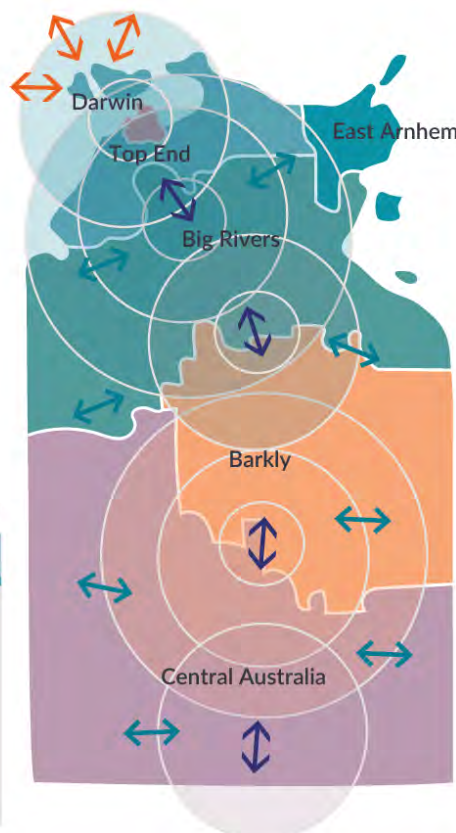 Darwin
East Arnhem
Top End
Big Rivers
Barkly
Central Australia